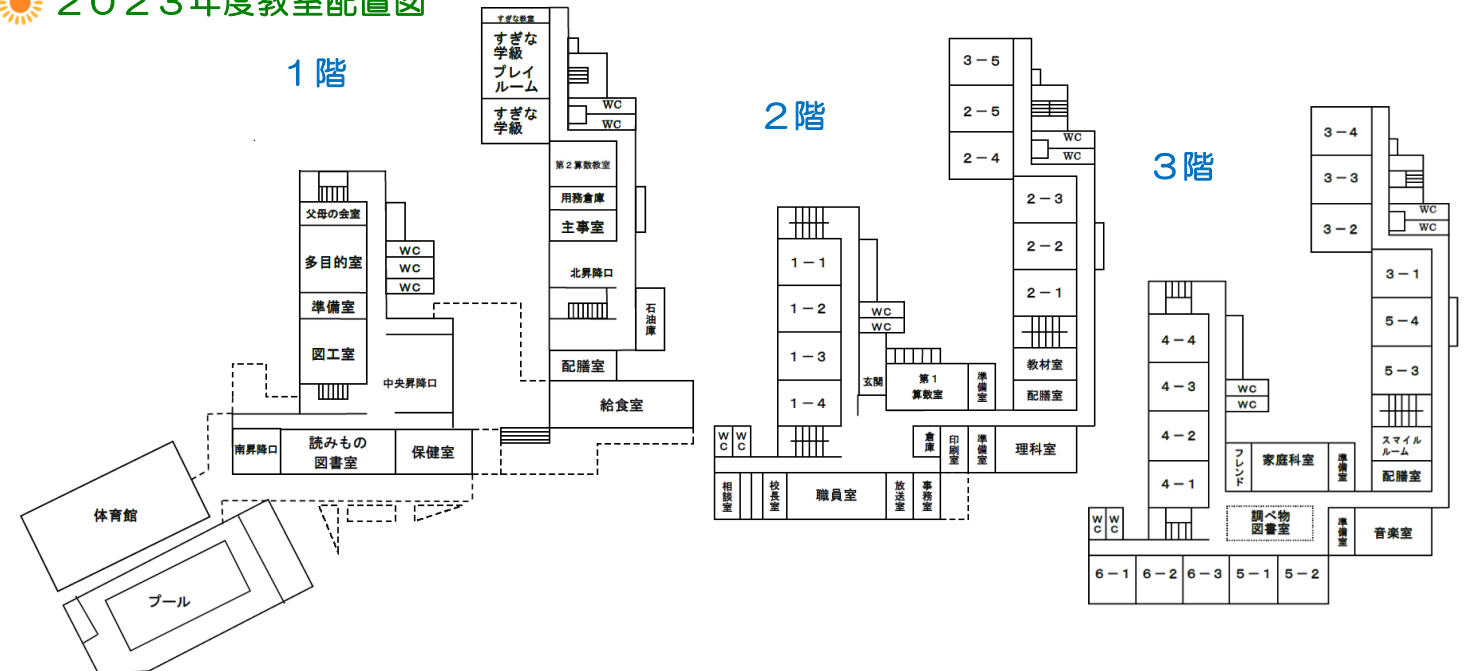 ２０２３年度教室配置図
１階
すぎな教室
すぎな
学級
プレイ
ルーム
すぎな
学級
WC
WC
第２算数教室
用務倉庫
主事室
北昇降口
石油庫
配膳室
給食室
父母の会室
多目的室
準備室
図工室
WC
WC
WC
中央昇降口
南昇降口
読みもの
図書室
保健室
体育館
プール
２階
３－５
２－５
２－４
WC
WC
２－３
２－２
２－１
教材室
配膳室
１－１
１－２
１－３
１－４
WC
WC
玄関
第１
算数室
準備室
WC
WC
倉庫
印刷室
準備室
理科室
相談室
校長室
職員室
放送室
事務室
３階
３－４
３－３
３－２
WC
WC
３－１
５－４
５－３
スマイル
ルーム
配膳室
４－４
４－３
４－２
４－１
WC
WC
フレンド
家庭科室
準備室
WC
WC
調べ物
図書室
準備室
音楽室
６－１
６－２
６－３
５－１
５－２